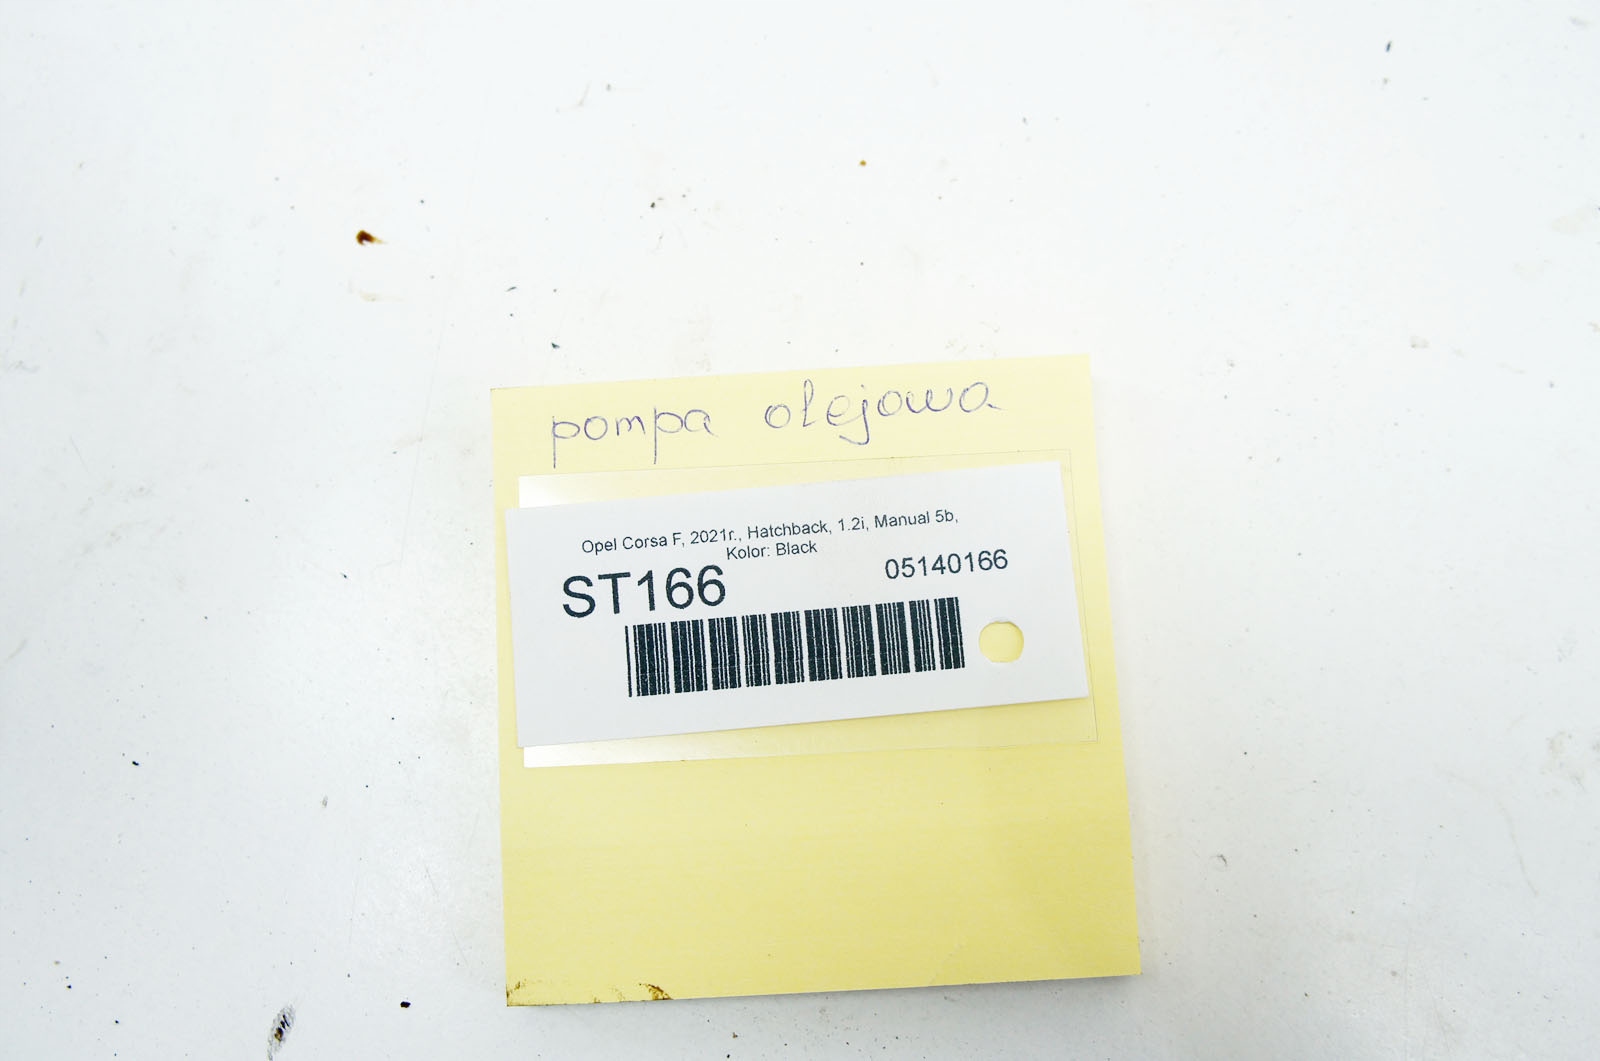 pompa olejowa
Opel Corsa F, 2021r., Hatchback, 1.2i, Manual 5b,
Kolor: Black
ST166
05140166